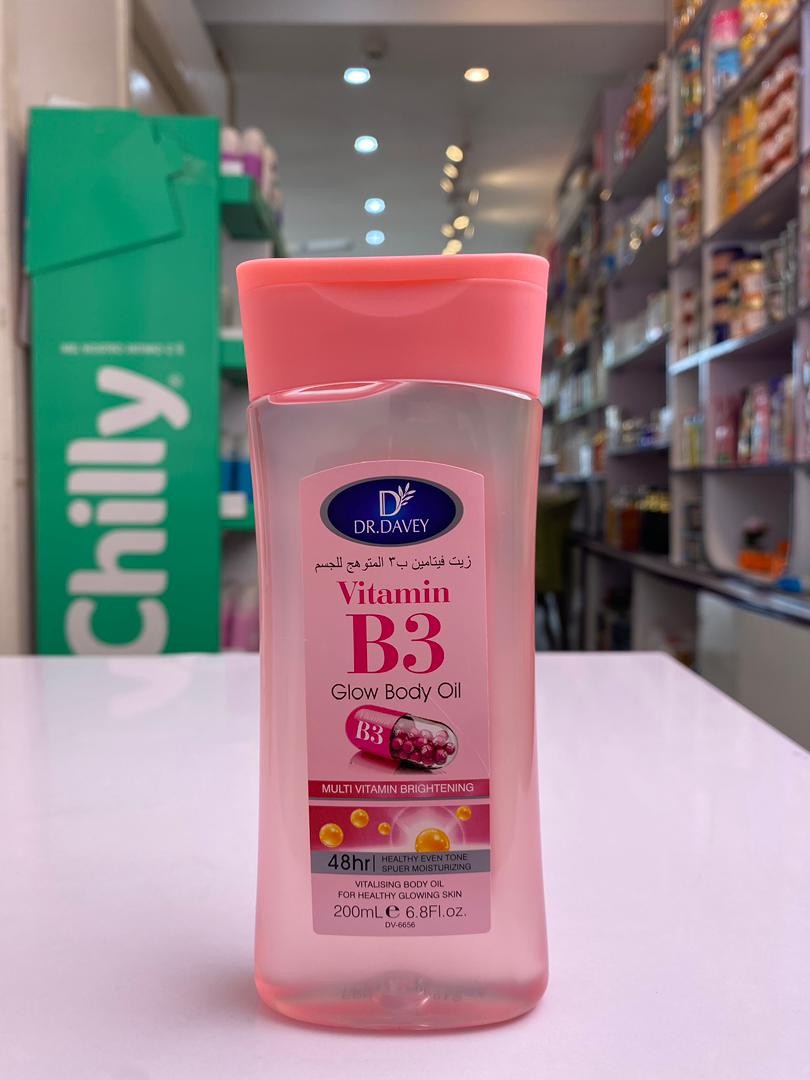 Chilly
D
DR.DAVEY
زيت فيتامين ب٣ المتوهج للجسم
Vitamin
B3
Glow Body Oil
B3
MULTI VITAMIN BRIGHTENING
48hr
HEALTHY EVEN TONE
SPUER MOISTURIZING
VITALISING BODY OIL
FOR HEALTHY GLOWING SKIN
200mL℮ 6.8Fl.oz.
DV-6656